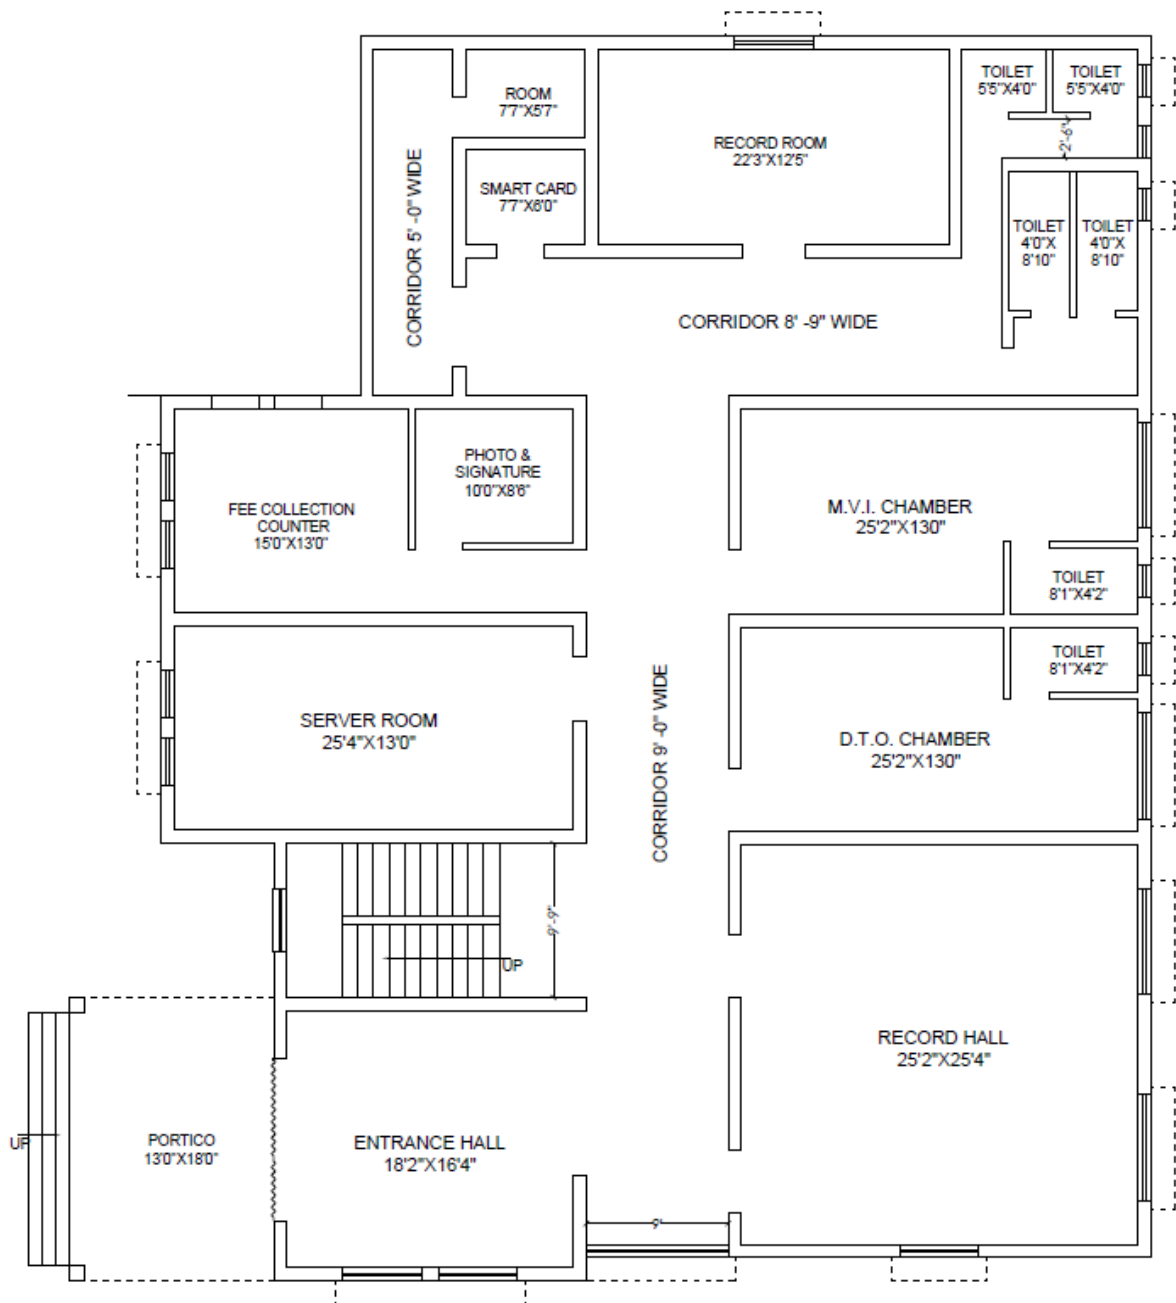 TOILET
5'5"X4'0"
TOILET
5'5"X4'0"
ROOM
7'7"X5'7"
RECORD ROOM
22'3"X12'5"
2'-6"
SMART CARD
7'7"X6'0"
CORRIDOR 5' -0" WIDE
TOILET
4'0"X
8'10"
TOILET
4'0"X
8'10"
CORRIDOR 8' -9" WIDE
PHOTO &
SIGNATURE
10'0"X8'6"
FEE COLLECTION
COUNTER
15'0"X13'0"
M.V.I. CHAMBER
25'2"X130"
TOILET
8'1"X4'2"
TOILET
8'1"X4'2"
SERVER ROOM
25'4"X13'0"
CORRIDOR 9' -0" WIDE
D.T.O. CHAMBER
25'2"X130"
9'-9"
UP
RECORD HALL
25'2"X25'4"
UP
PORTICO
13'0"X18'0"
ENTRANCE HALL
18'2"X16'4"
9'